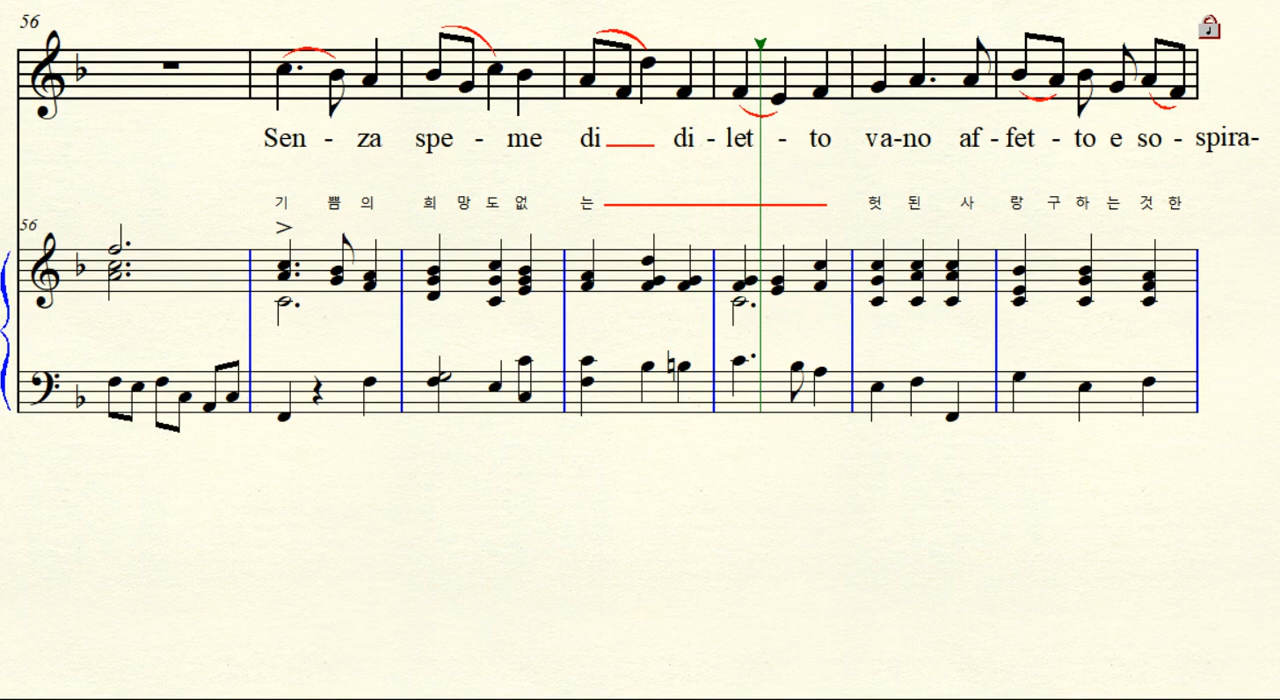 56
Sen - za spe - me di di - let - to va-no af - fet - to e so - spira-
기 쁨 의 희 망 도 없 는 헛 된 사 랑 구 하 는 것 한
56